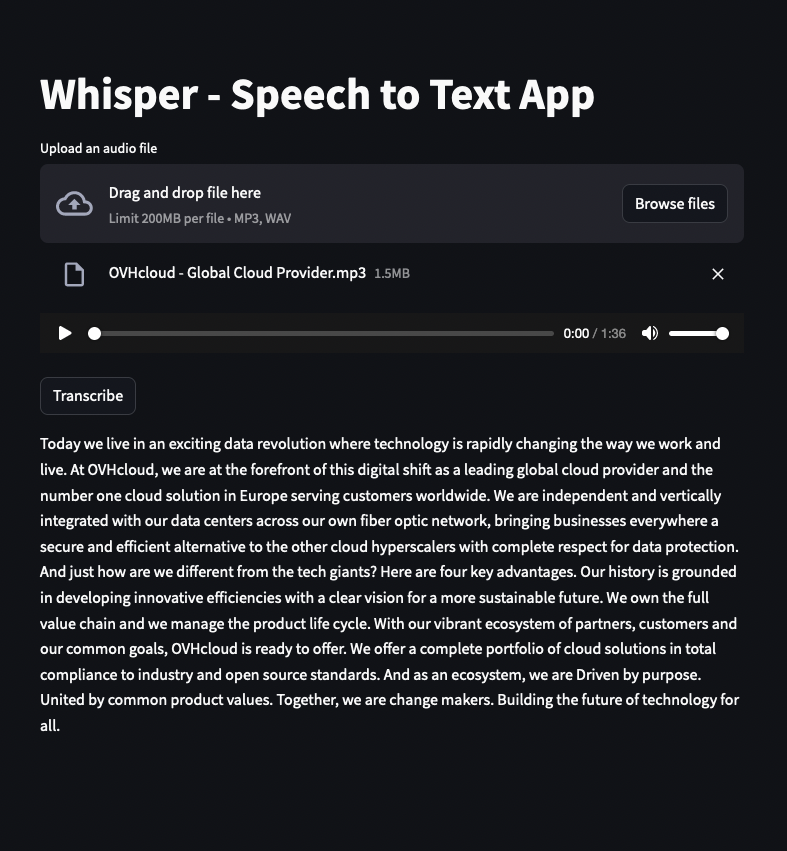 Whisper - Speech to Text App
Upload an audio file
Drag and drop file here
Limit 200MB per file • MP3, WAV
Browse files
OVHcloud - Global Cloud Provider.mp3 1.5MB
0:00 / 1:36
Transcribe
Today we live in an exciting data revolution where technology is rapidly changing the way we work and
live. At OVHcloud, we are at the forefront of this digital shift as a leading global cloud provider and the
number one cloud solution in Europe serving customers worldwide. We are independent and vertically
integrated with our data centers across our own fiber optic network, bringing businesses everywhere a
secure and efficient alternative to the other cloud hyperscalers with complete respect for data protection.
And just how are we different from the tech giants? Here are four key advantages. Our history is grounded
in developing innovative efficiencies with a clear vision for a more sustainable future. We own the full
value chain and we manage the product life cycle. With our vibrant ecosystem of partners, customers and
our common goals, OVHcloud is ready to offer. We offer a complete portfolio of cloud solutions in total
compliance to industry and open source standards. And as an ecosystem, we are Driven by purpose.
United by common product values. Together, we are change makers. Building the future of technology for
all.